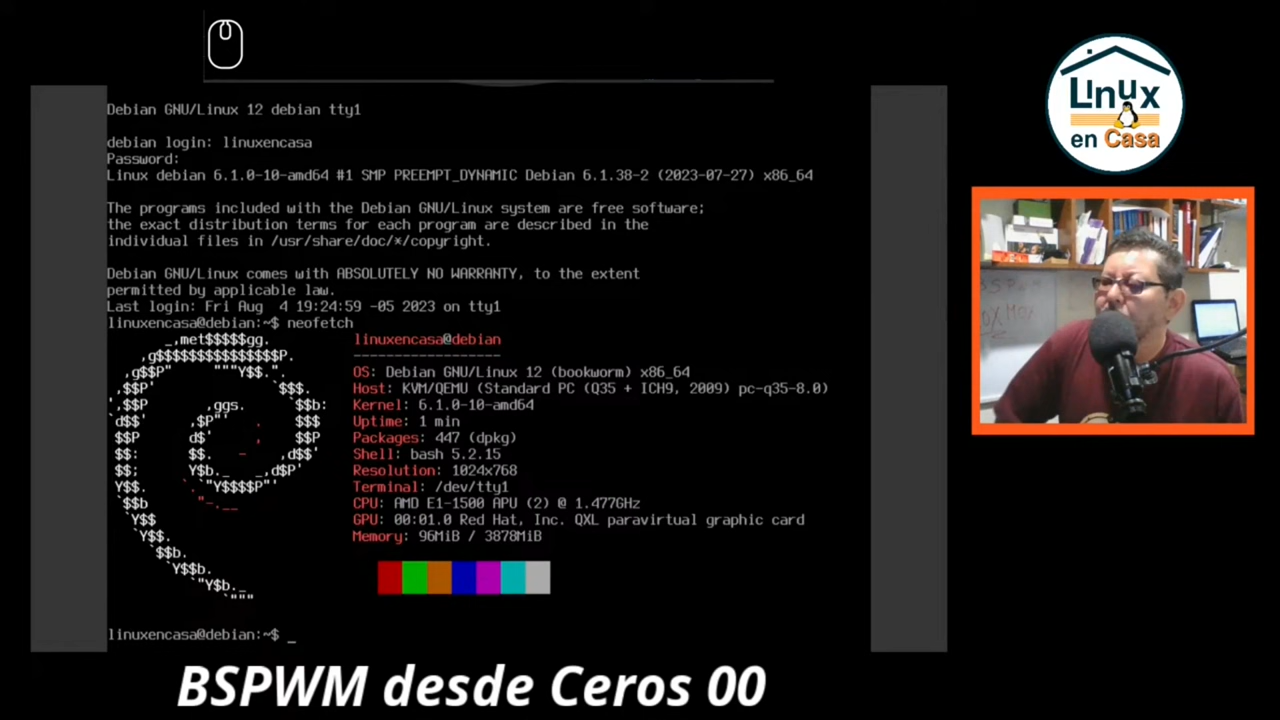 Debian GNU/Linux 12 debian tty1
debian login: linuxencasa
Password:
Linux debian 6.1.0-10-amd64 #1 SMP PREEMPT_DYNAMIC Debian 6.1.38-2 (2023-07-27) x86_64
The programs included with the Debian GNU/Linux system are free software;
the exact distribution terms for each program are described in the
individual files in /usr/share/doc/*/copyright.
Debian GNU/Linux comes with ABSOLUTELY NO WARRANTY, to the extent
permitted by applicable law.
Last login: Fri Aug  4 19:24:59 -05 2023 on tty1
linuxencasa@debian:~$ neofetch
linuxencasa@debian
------------------
OS: Debian GNU/Linux 12 (bookworm) x86_64
Host: KVM/QEMU (Standard PC (Q35 + ICH9, 2009) pc-q35-8.0)
Kernel: 6.1.0-10-amd64
Uptime: 1 min
Packages: 447 (dpkg)
Shell: bash 5.2.15
Resolution: 1024x768
Terminal: /dev/tty1
CPU: AMD E1-1500 APU (2) @ 1.477GHz
GPU: 00:01.0 Red Hat, Inc. QXL paravirtual graphic card
Memory: 96MiB / 3878MiB
linuxencasa@debian:~$ _
Linux
en Casa
BSPWM desde Ceros 00